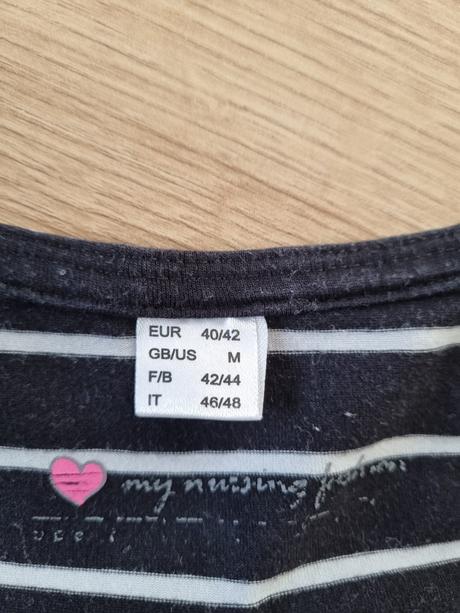 EUR 40/42
GB/US M
F/B 42/44
IT 46/48
my nursing fashion